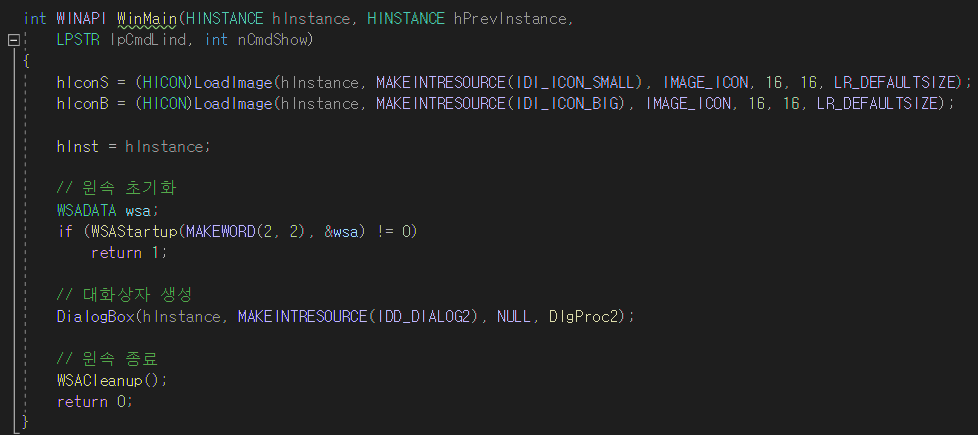 int WINAPI WinMain(HINSTANCE hInstance, HINSTANCE hPrevInstance,
LPSTR lpCmdLind, int nCmdShow)
{
hIconS = (HICON)LoadImage(hInstance, MAKEINTRESOURCE(IDI_ICON_SMALL), IMAGE_ICON, 16, 16, LR_DEFAULTSIZE);
hIconB = (HICON)LoadImage(hInstance, MAKEINTRESOURCE(IDI_ICON_BIG), IMAGE_ICON, 16, 16, LR_DEFAULTSIZE);
hInst = hInstance;
// 윈속 초기화
WSADATA wsa;
if (WSAStartup(MAKEWORD(2, 2), &wsa) != 0)
return 1;
// 대화상자 생성
DialogBox(hInstance, MAKEINTRESOURCE(IDD_DIALOG2), NULL, DlgProc2);
// 윈속 종료
WSACleanup();
return 0;
}